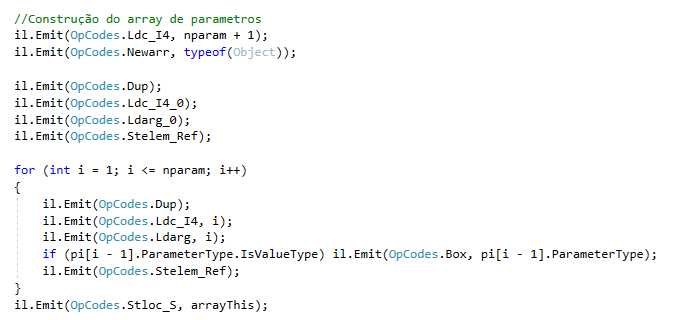 //Construção do array de parametros
il.Emit(OpCodes.Ldc_I4, nparam + 1);
il.Emit(OpCodes.Newarr, typeof(Object));

il.Emit(OpCodes.Dup);
il.Emit(OpCodes.Ldc_I4_0);
il.Emit(OpCodes.Ldarg_0);
il.Emit(OpCodes.Stelem_Ref);

for (int i = 1; i <= nparam; i++)
{
    il.Emit(OpCodes.Dup);
    il.Emit(OpCodes.Ldc_I4, i);
    il.Emit(OpCodes.Ldarg, i);
    if (pi[i - 1].ParameterType.IsValueType) il.Emit(OpCodes.Box, pi[i - 1].ParameterType);
    il.Emit(OpCodes.Stelem_Ref);
}
il.Emit(OpCodes.Stloc_S, arrayThis);